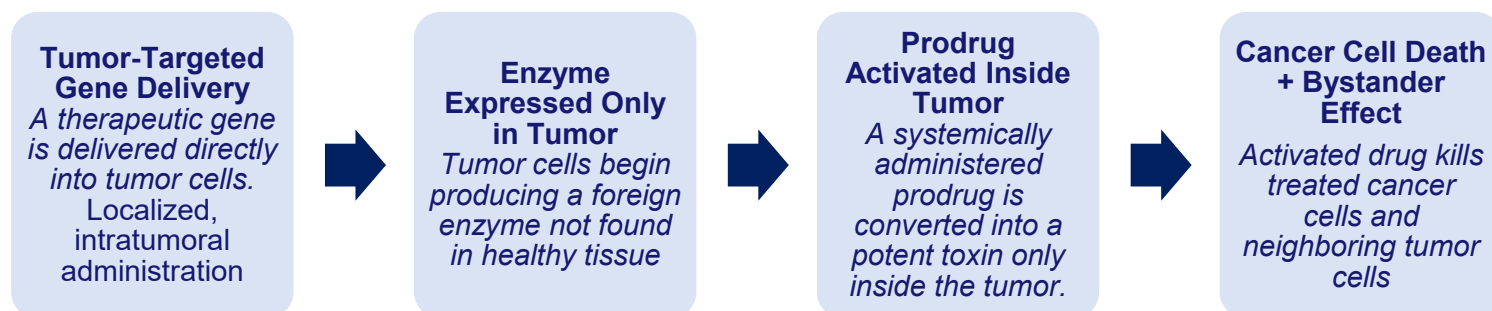 Tumor-Targeted
Gene Delivery
A therapeutic gene
is delivered directly
into tumor cells.
Localized,
intratumoral
administration
Enzyme
Expressed Only
in Tumor
Tumor cells begin
producing a foreign
enzyme not found
in healthy tissue
Prodrug
Activated Inside
Tumor
A systemically
administered
prodrug is
converted into a
potent toxin only
inside the tumor.
Cancer Cell Death
+ Bystander
Effect
Activated drug kills
treated cancer
cells and
neighboring tumor
cells